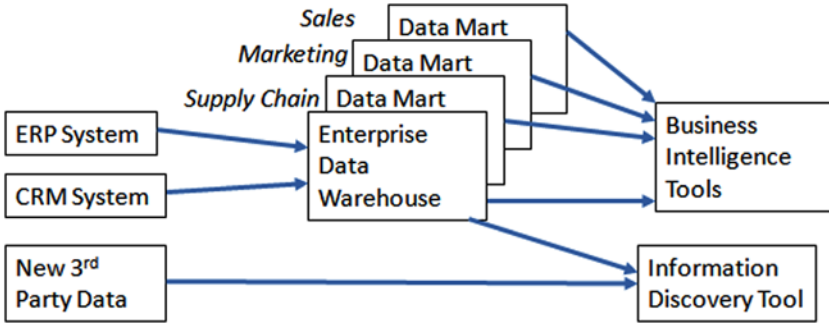 Sales
Data Mart
Marketing
Data Mart
Supply Chain
Data Mart
ERP System
CRM System
Enterprise
Data
Warehouse
Business
Intelligence
Tools
New 3rd
Party Data
Information
Discovery Tool